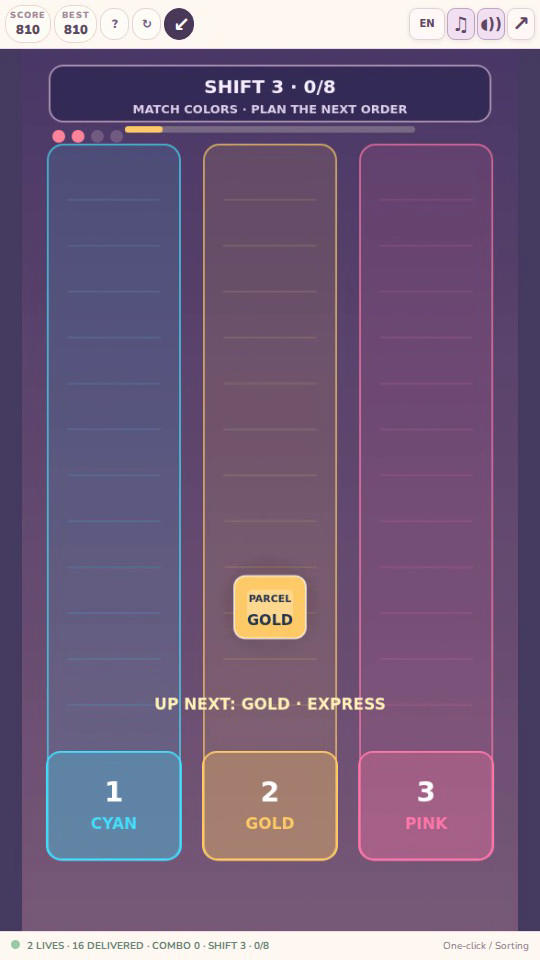 SCORE
810
BEST
810
?
↻
↙
EN
♫
↗
SHIFT 3 · 0/8
MATCH COLORS · PLAN THE NEXT ORDER
PARCEL
GOLD
UP NEXT: GOLD · EXPRESS
1
CYAN
2
GOLD
3
PINK
2 LIVES · 16 DELIVERED · COMBO 0 · SHIFT 3 · 0/8
One-click / Sorting